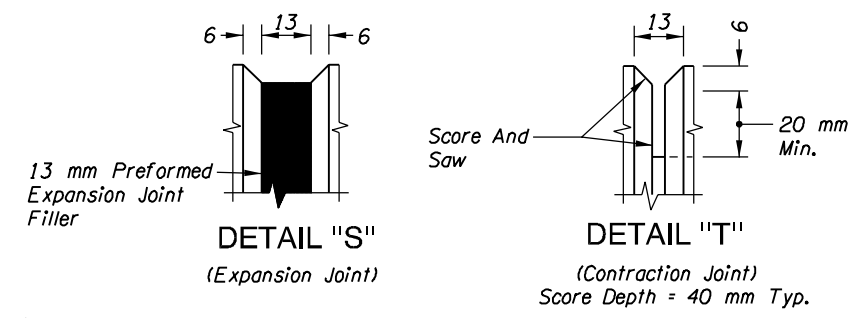 6 13 6
13 mm Preformed
Expansion Joint
Filler
DETAIL "S"
(Expansion Joint)
13 6
Score And
Saw
20 mm
Min.
DETAIL "T"
(Contraction Joint)
Score Depth = 40 mm Typ.